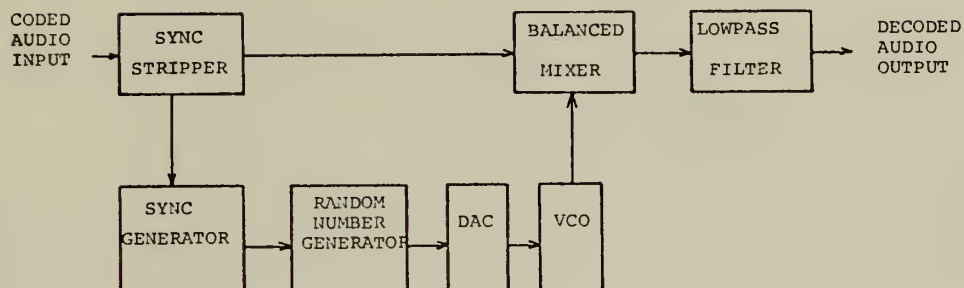 CODED
AUDIO
INPUT
SYNC
STRIPPER
BALANCED
MIXER
LOWPASS
FILTER
DECODED
AUDIO
OUTPUT
SYNC
GENERATOR
RANDOM
NUMBER
GENERATOR
DAC
VCO